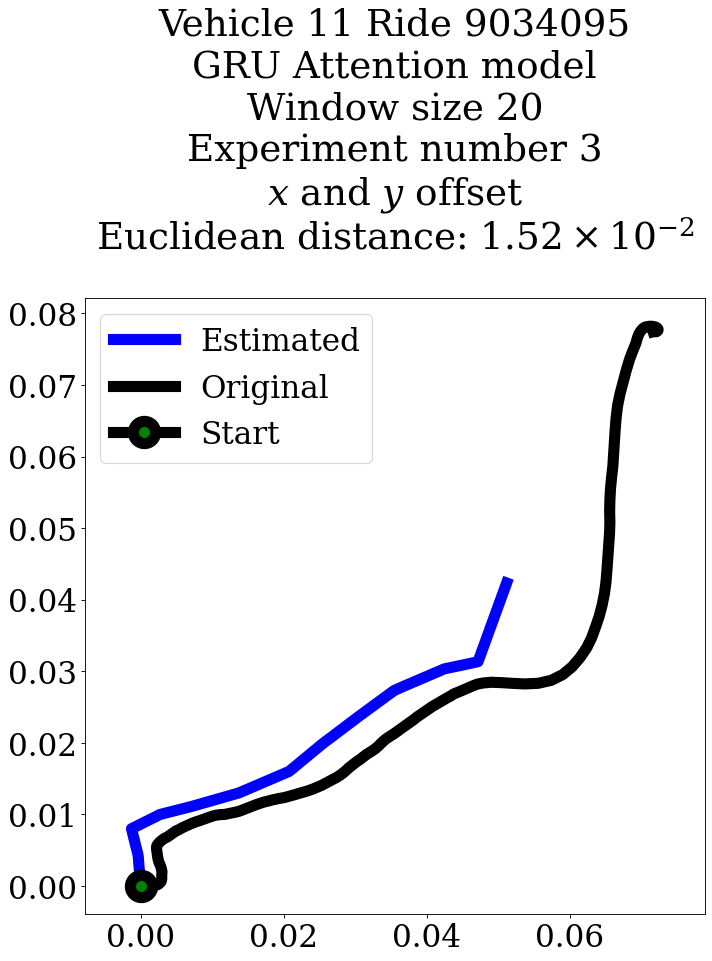 Vehicle 11 Ride 9034095
GRU Attention model
Window size 20
Experiment number 3
x and y offset
Euclidean distance: 1.52 × 10⁻²
Estimated
Original
Start
0.08
0.07
0.06
0.05
0.04
0.03
0.02
0.01
0.00
0.00 0.02 0.04 0.06